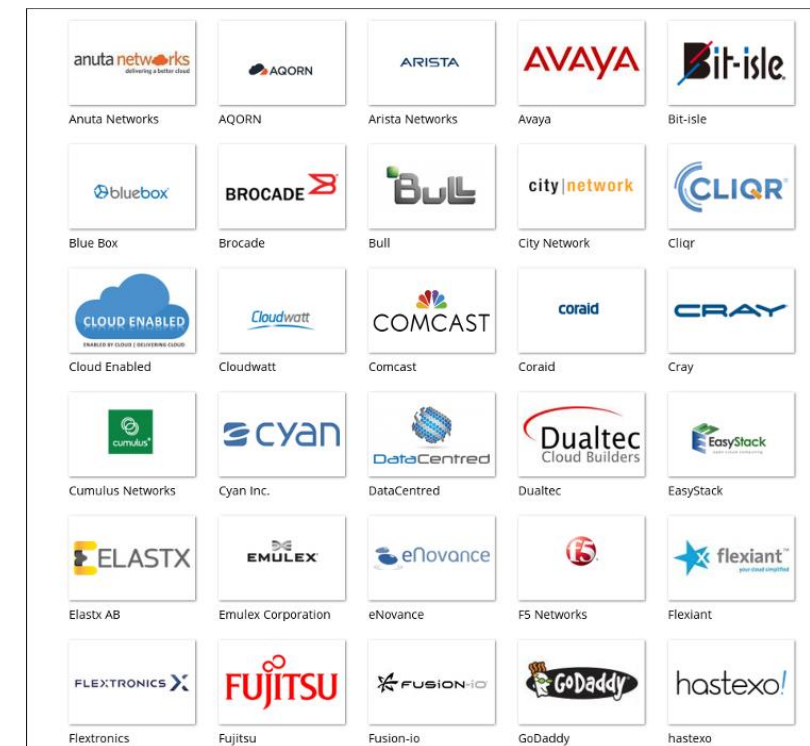 anuta networks
delivering a better cloud
AQORN
ARISTA
AVAYA
Bit-isle
Anuta Networks
AQORN
Arista Networks
Avaya
Bit-isle
bluebox
BROCADE
Bull
city|network
CLIQR
Blue Box
Brocade
Bull
City Network
Cliqr
CLOUD ENABLED
ENABLED BY CLOUD | DELIVERING CLOUD
Cloudwatt
COMCAST
coraid
CRAY
Cloud Enabled
Cloudwatt
Comcast
Coraid
Cray
cumulus
cyan
DataCentred
Dualtec
Cloud Builders
EasyStack
Cumulus Networks
Cyan Inc.
DataCentred
Dualtec
EasyStack
ELASTX
EMULEX
eNovance
F5
flexiant™
your cloud simplified
Elastx AB
Emulex Corporation
eNovance
F5 Networks
Flexiant
FLEXTRONICS
FUJITSU
FUSION-iO
GoDaddy
hastexo!
Flextronics
Fujitsu
Fusion-io
GoDaddy
hastexo